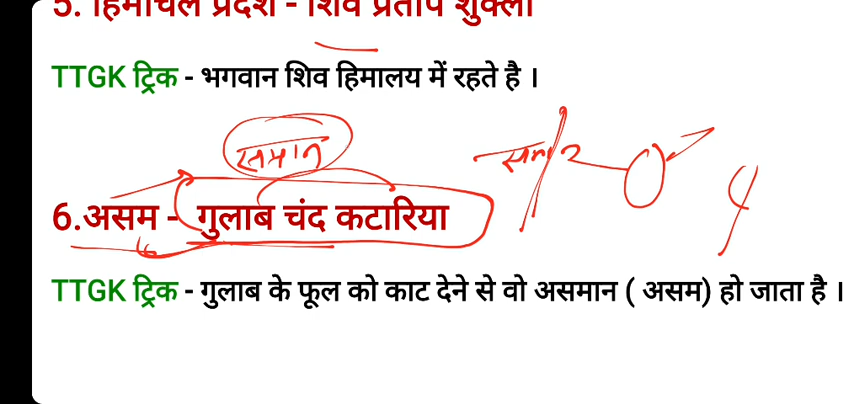 5. हिमाचल प्रदेश - शिव प्रताप शुक्ला
TTGK ट्रिक - भगवान शिव हिमालय में रहते है ।
समान
6.असम - गुलाब चंद कटारिया
TTGK ट्रिक - गुलाब के फूल को काट देने से वो असमान ( असम) हो जाता है ।